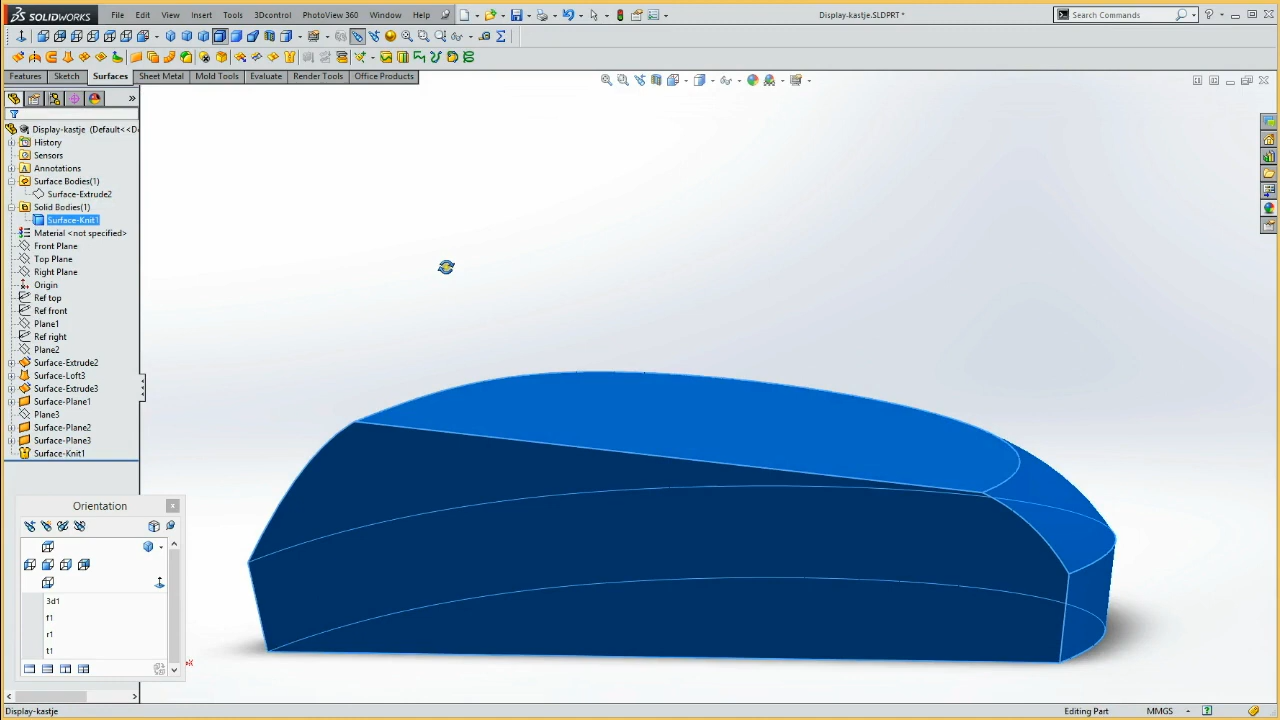 SOLIDWORKS
File Edit View Insert Tools 3Dcontrol PhotoView 360 Window Help
Display-kastje.SLDPRT *
Search Commands
Features Sketch Surfaces Sheet Metal Mold Tools Evaluate Render Tools Office Products
Display-kastje (Default<<D
History
Sensors
Annotations
Surface Bodies(1)
Surface-Extrude2
Solid Bodies(1)
Surface-Knit1
Material <not specified>
Front Plane
Top Plane
Right Plane
Origin
Ref top
Ref front
Plane1
Ref right
Plane2
Surface-Extrude2
Surface-Loft3
Surface-Extrude3
Surface-Plane1
Plane3
Surface-Plane2
Surface-Plane3
Surface-Knit1
Orientation
3d1
f1
r1
t1
Display-kastje
Editing Part
MMGS